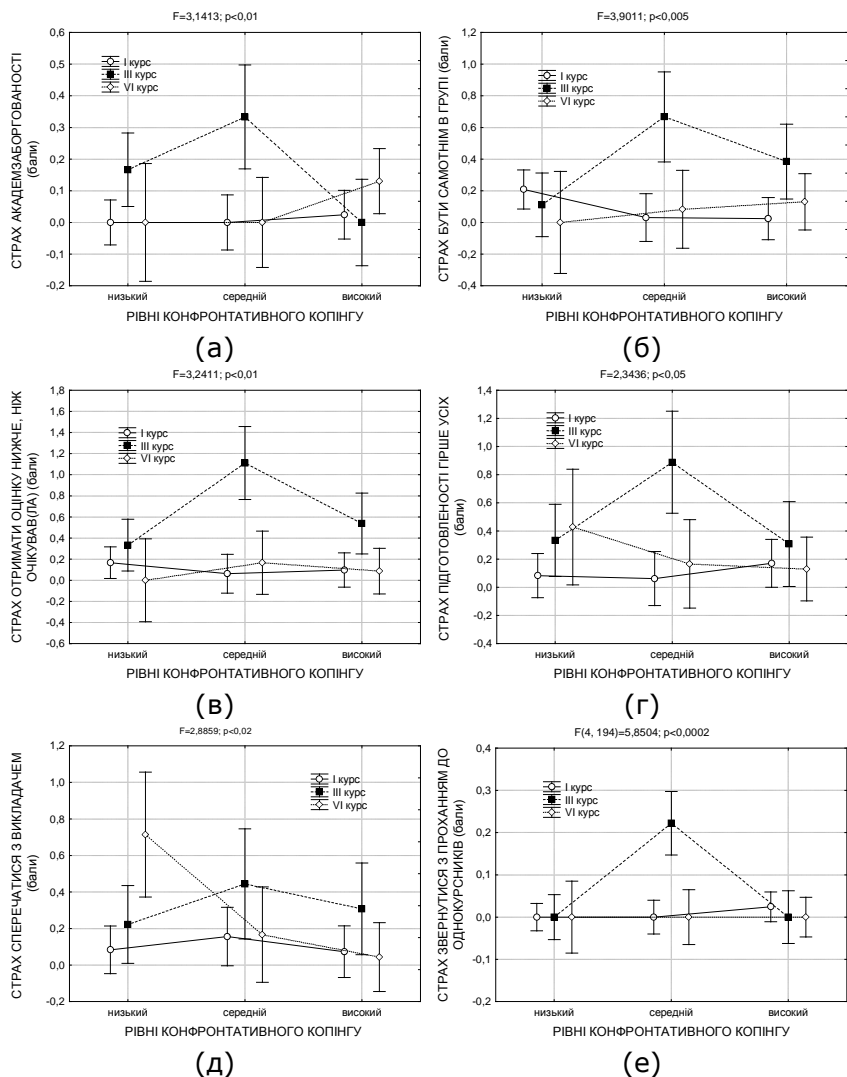 F=3,1413; p<0,01
СТРАХ АКАДЕМЗАБОРГОВАНОСТІ
(бали)
0,6
0,5
0,4
0,3
0,2
0,1
0,0
-0,1
-0,2
І курс
ІІІ курс
VI курс
низький середній високий
РІВНІ КОНФРОНТАТИВНОГО КОПІНГУ
(а)
F=3,9011; p<0,005
СТРАХ БУТИ САМОТНІМ В ГРУПІ (бали)
1,2
1,0
0,8
0,6
0,4
0,2
0,0
-0,2
-0,4
І курс
ІІІ курс
VI курс
низький середній високий
РІВНІ КОНФРОНТАТИВНОГО КОПІНГУ
(б)
F=3,2411; p<0,01
СТРАХ ОТРИМАТИ ОЦІНКУ НИЖЧЕ, НІЖ
ОЧІКУВАВ(ЛА) (бали)
1,8
1,6
1,4
1,2
1,0
0,8
0,6
0,4
0,2
0,0
-0,2
-0,4
-0,6
І курс
ІІІ курс
VI курс
низький середній високий
РІВНІ КОНФРОНТАТИВНОГО КОПІНГУ
(в)
F=2,3436; p<0,05
СТРАХ ПІДГОТОВЛЕНОСТІ ГІРШЕ УСІХ
(бали)
1,4
1,2
1,0
0,8
0,6
0,4
0,2
0,0
-0,2
-0,4
І курс
ІІІ курс
VI курс
низький середній високий
РІВНІ КОНФРОНТАТИВНОГО КОПІНГУ
(г)
F=2,8859; p<0,02
СТРАХ СПЕРЕЧАТИСЯ З ВИКЛАДАЧЕМ
(бали)
1,2
1,0
0,8
0,6
0,4
0,2
0,0
-0,2
І курс
ІІІ курс
VI курс
низький середній високий
РІВНІ КОНФРОНТАТИВНОГО КОПІНГУ
(д)
F(4, 194)=5,8504; p<0,0002
СТРАХ ЗВЕРНУТИСЯ З ПРОХАННЯМ ДО
ОДНОКУРСНИКІВ (бали)
0,4
0,3
0,2
0,1
0,0
-0,1
-0,2
І курс
ІІІ курс
VI курс
низький середній високий
РІВНІ КОНФРОНТАТИВНОГО КОПІНГУ
(е)